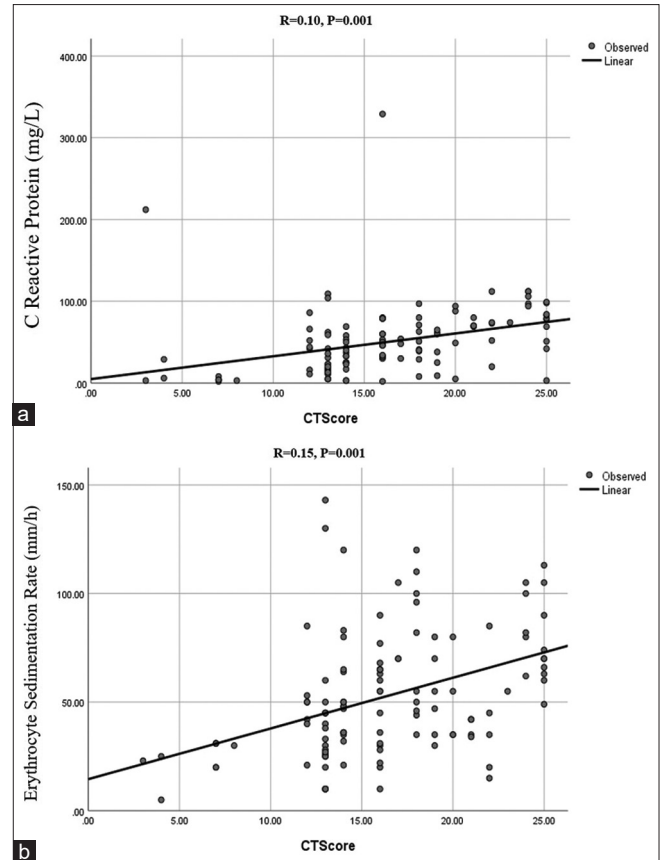 R=0.10, P=0.001
Observed
Linear
C Reactive Protein (mg/L)
400.00
300.00
200.00
100.00
.00
.00 5.00 10.00 15.00 20.00 25.00
CTScore
a
R=0.15, P=0.001
Observed
Linear
Erythrocyte Sedimentation Rate (mm/h)
150.00
100.00
50.00
.00
.00 5.00 10.00 15.00 20.00 25.00
CTScore
b